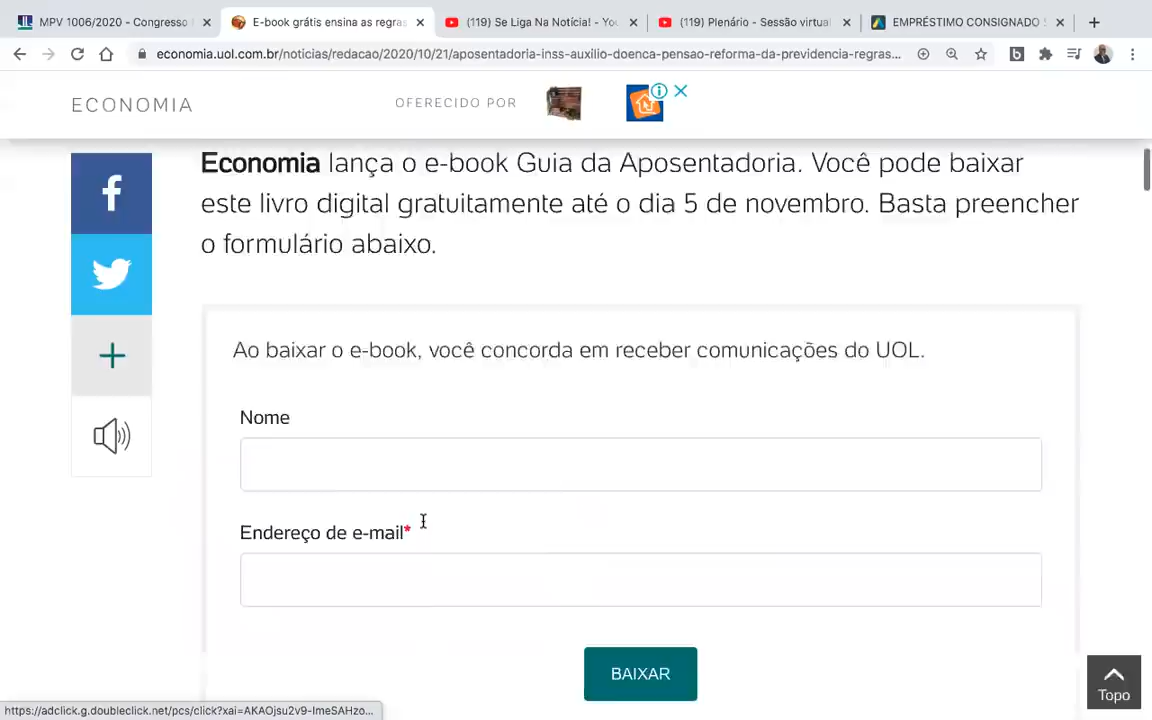 MPV 1006/2020 - Congresso
E-book grátis ensina as regras
(119) Se Liga Na Notícia! - You
(119) Plenário - Sessão virtual
EMPRÉSTIMO CONSIGNADO
economia.uol.com.br/noticias/redacao/2020/10/21/aposentadoria-inss-auxilio-doenca-pensao-reforma-da-previdencia-regras...
ECONOMIA
OFERECIDO POR
Economia lança o e-book Guia da Aposentadoria. Você pode baixar
este livro digital gratuitamente até o dia 5 de novembro. Basta preencher
o formulário abaixo.
Ao baixar o e-book, você concorda em receber comunicações do UOL.
Nome
Endereço de e-mail*
BAIXAR
Topo
https://adclick.g.doubleclick.net/pcs/click?xai=AKAOjsu2v9-ImeSAHzo...